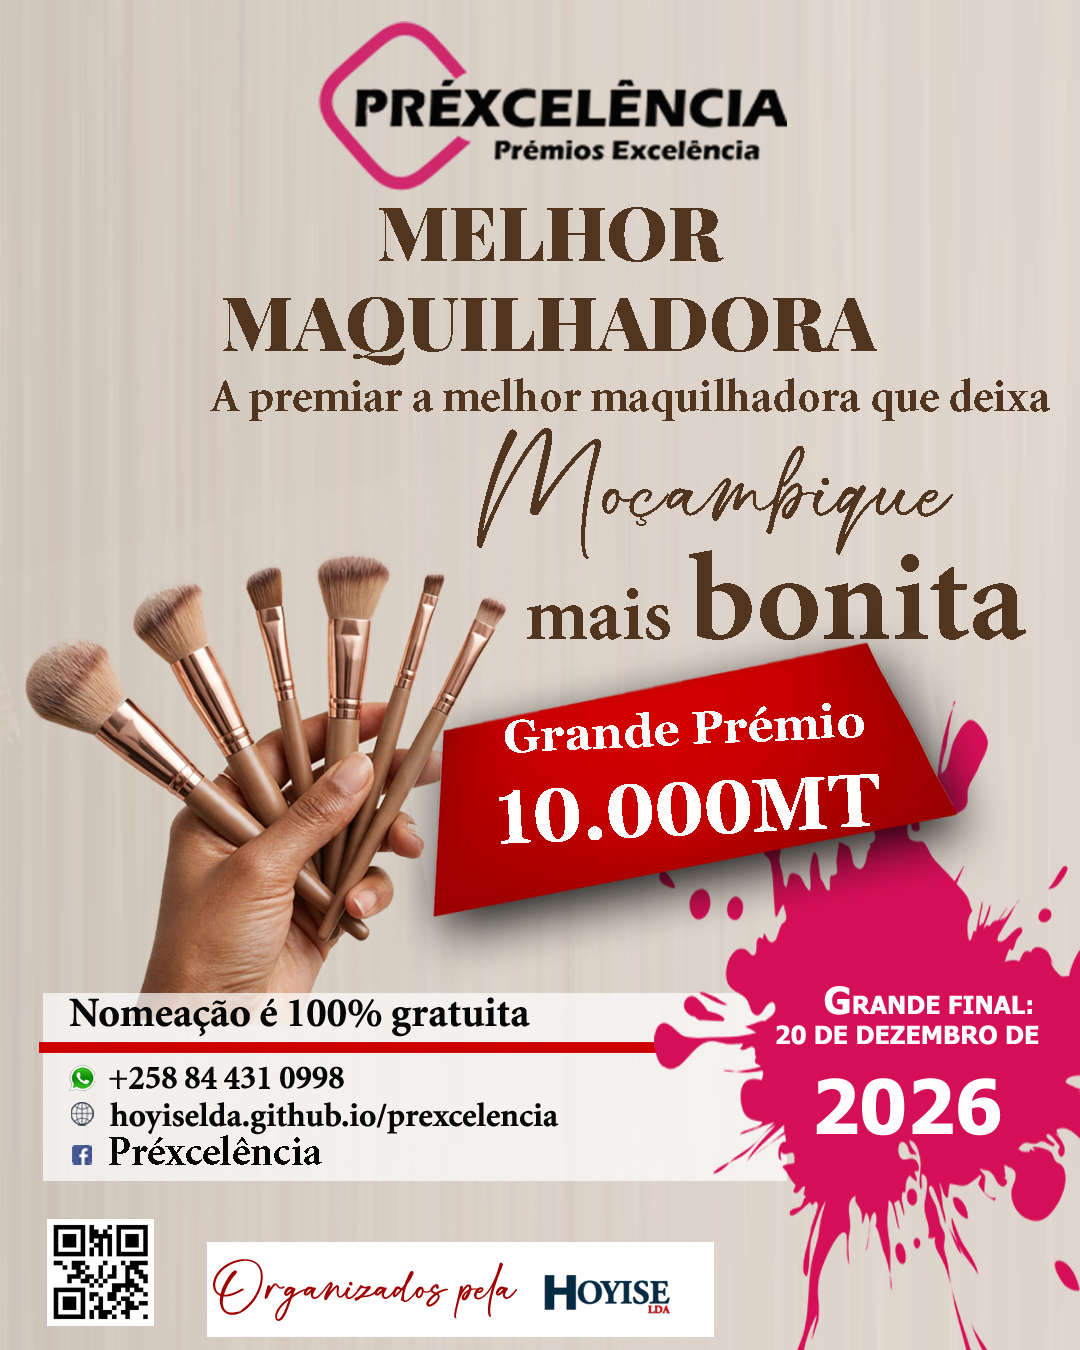 PRÉXCELÊNCIA
Prémios Excelência
MELHOR
MAQUILHADORA
A premiar a melhor maquilhadora que deixa
Moçambique
mais bonita
Grande Prémio
10.000MT
Nomeação é 100% gratuita
+258 84 431 0998
hoyiselda.github.io/prexcelencia
Préxcelência
GRANDE FINAL:
20 DE DEZEMBRO DE
2026
Organizados pela HOYISE
LDA